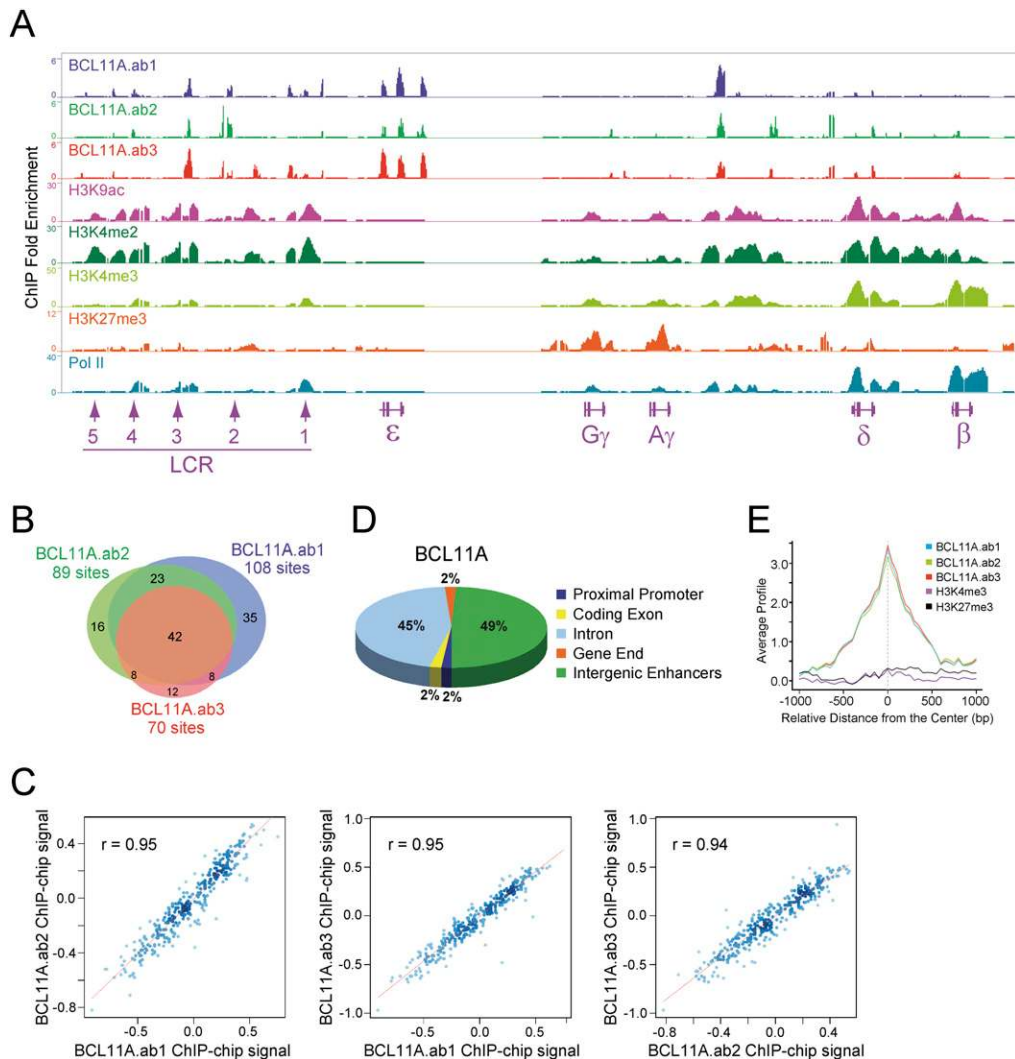 A
ChIP Fold Enrichment
6
BCL11A.ab1
0
6
BCL11A.ab2
0
6
BCL11A.ab3
0
30
H3K9ac
0
30
H3K4me2
0
50
H3K4me3
0
12
H3K27me3
0
40
Pol II
0
5 4 3 2 1 ε Gγ Aγ δ β
LCR
B
BCL11A.ab2
89 sites
BCL11A.ab1
108 sites
23
16
42
35
8
8
12
BCL11A.ab3
70 sites
D
BCL11A
2%
45%
49%
2%
2%
Proximal Promoter
Coding Exon
Intron
Gene End
Intergenic Enhancers
E
Average Profile
3.0
2.0
1.0
0.0
BCL11A.ab1
BCL11A.ab2
BCL11A.ab3
H3K4me3
H3K27me3
-1000 -500 0 500 1000
Relative Distance from the Center (bp)
C
BCL11A.ab2 ChIP-chip signal
r = 0.95
0.4
0.0
-0.4
-0.8
-0.5 0.0 0.5
BCL11A.ab1 ChIP-chip signal
BCL11A.ab3 ChIP-chip signal
r = 0.95
1.0
0.5
0.0
-0.5
-1.0
-0.5 0.0 0.5
BCL11A.ab1 ChIP-chip signal
BCL11A.ab3 ChIP-chip signal
r = 0.94
1.0
0.5
0.0
-0.5
-1.0
-0.8 -0.4 0.0 0.4
BCL11A.ab2 ChIP-chip signal